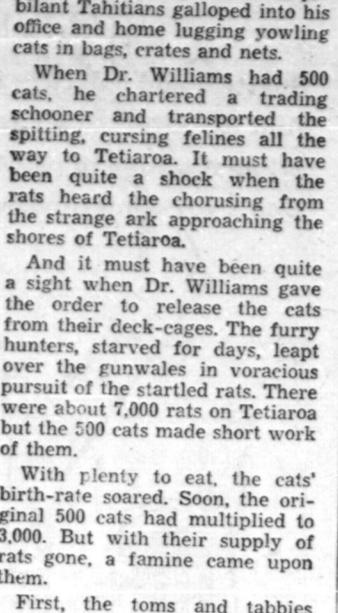 bilant Tahitians galloped into his
office and home lugging yowling
cats in bags, crates and nets.
When Dr. Williams had 500
cats, he chartered a trading
schooner and transported the
spitting, cursing felines all the
way to Tetiaroa. It must have
been quite a shock when the
rats heard the chorusing from
the strange ark approaching the
shores of Tetiaroa.
And it must have been quite
a sight when Dr. Williams gave
the order to release the cats
from their deck-cages. The furry
hunters, starved for days, leapt
over the gunwales in voracious
pursuit of the startled rats. There
were about 7,000 rats on Tetiaroa
but the 500 cats made short work
of them.
With plenty to eat, the cats'
birth-rate soared. Soon, the ori-
ginal 500 cats had multiplied to
3,000. But with their supply of
rats gone, a famine came upon
them.
First, the toms and tabbies